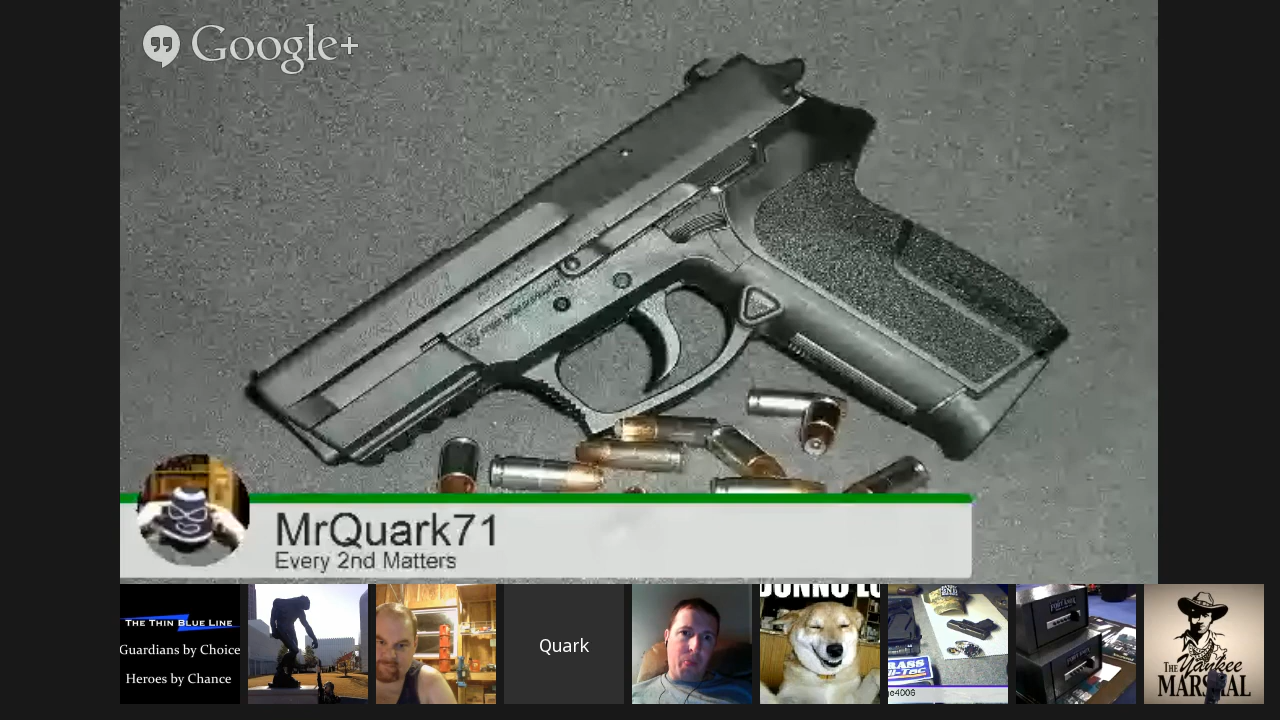 Google+
MrQuark71
Every 2nd Matters
THE THIN BLUE LINE
Guardians by Choice
Heroes by Chance
Quark
THE Yankee
MARSHAL